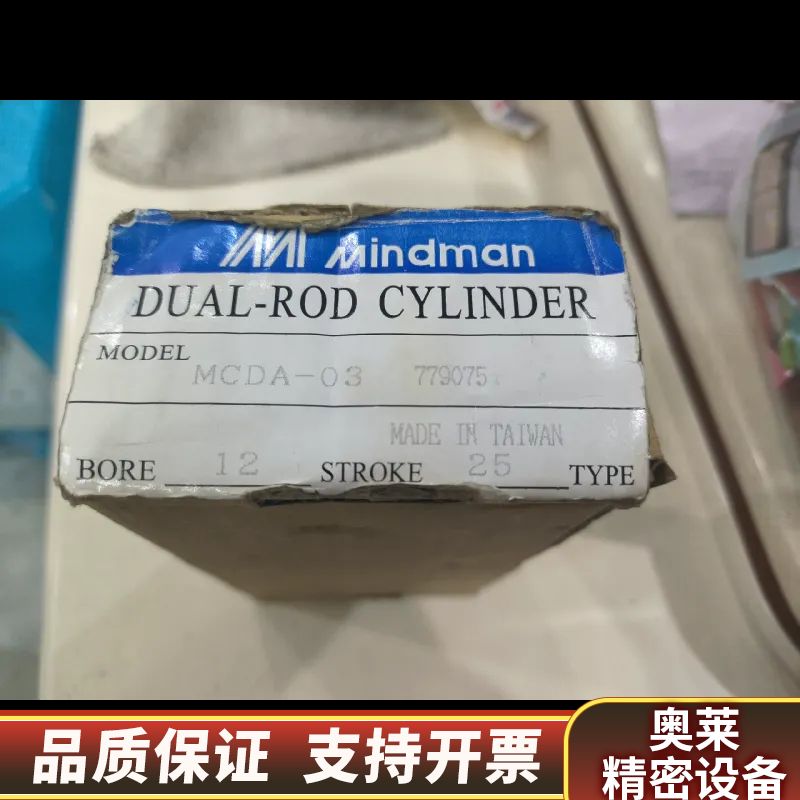 Mindman
DUAL-ROD CYLINDER
MODEL MCDA-03 779075
MADE IN TAIWAN
BORE 12 STROKE 25 TYPE
品质保证 支持开票
奥莱
精密设备